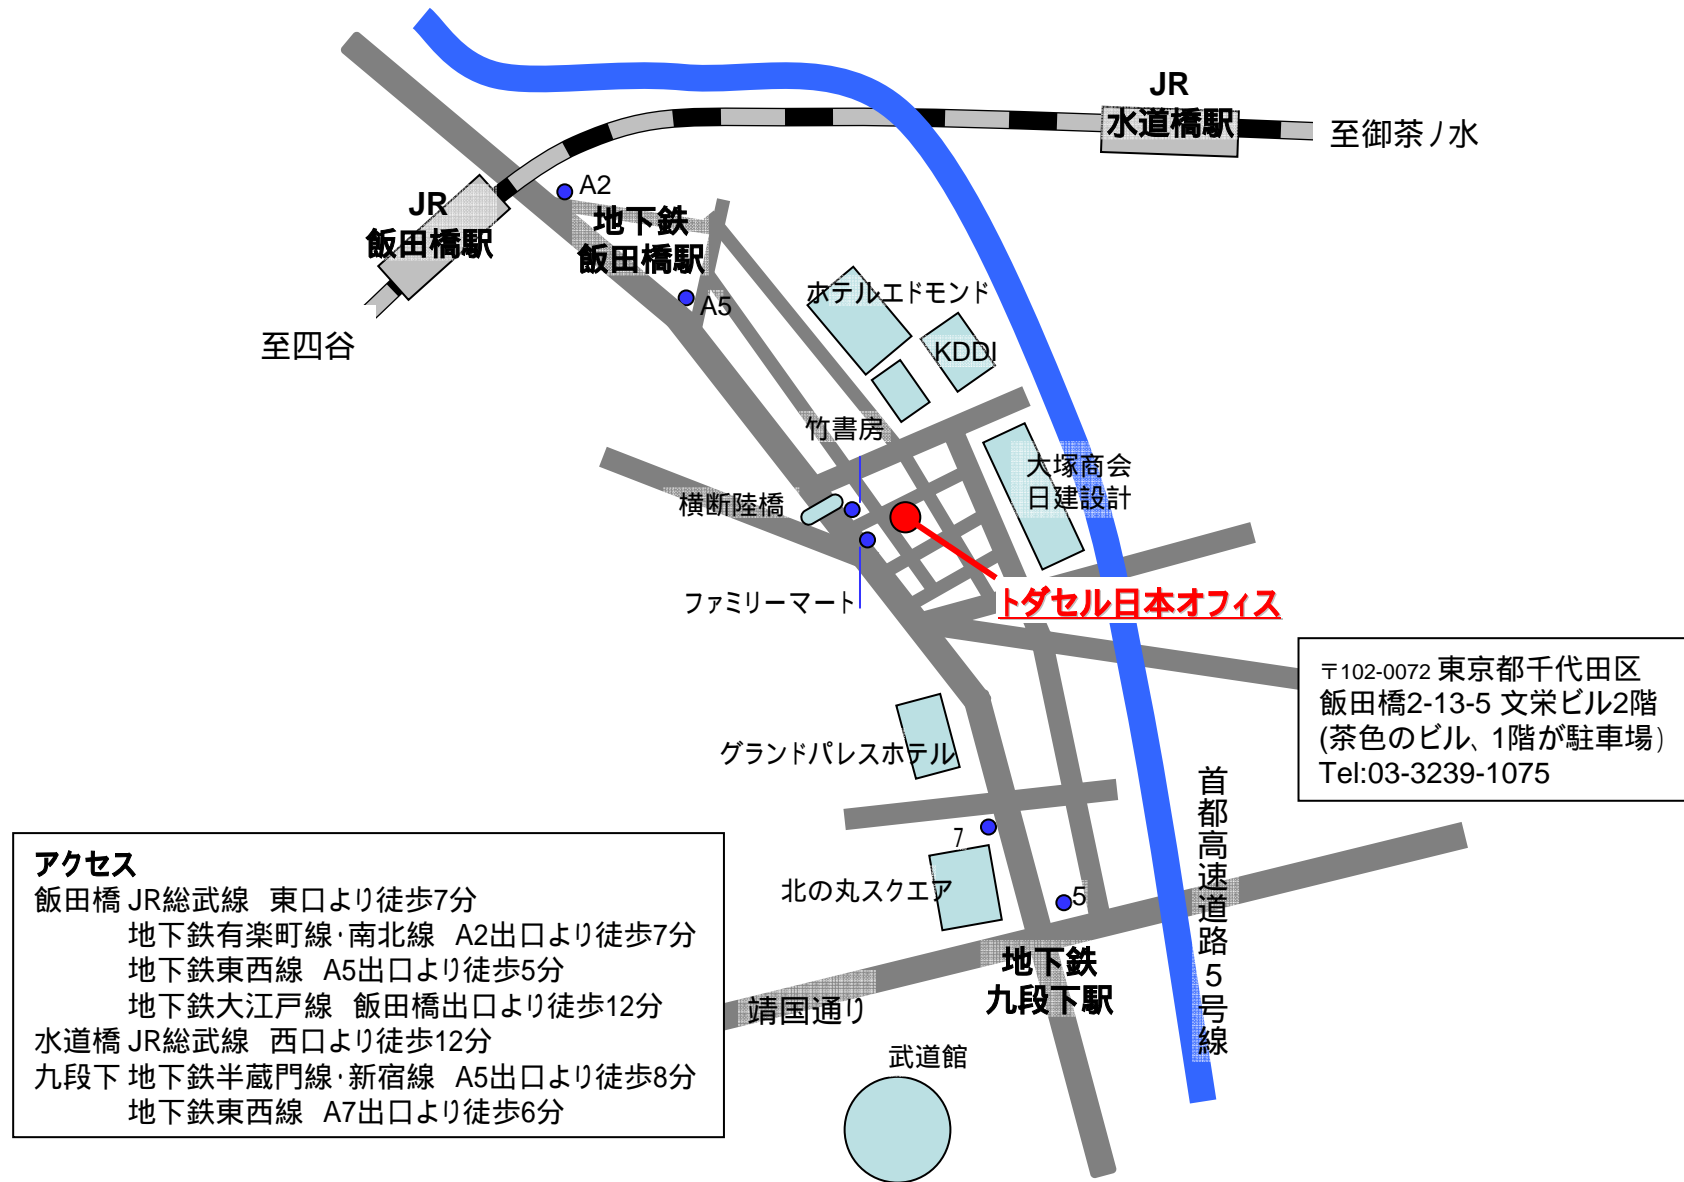 JR
水道橋駅
至御茶ノ水
A2
JR
飯田橋駅
地下鉄
飯田橋駅
A5
至四谷
ホテルエドモンド
KDDI
竹書房
大塚商会
日建設計
横断陸橋
ファミリーマート
トダセル日本オフィス
〒102-0072 東京都千代田区
飯田橋2-13-5 文栄ビル2階
(茶色のビル、1階が駐車場)
Tel:03-3239-1075
グランドパレスホテル
首都高速道路5号線
7
北の丸スクエア
5
地下鉄
九段下駅
靖国通り
武道館
アクセス
飯田橋 JR総武線 東口より徒歩7分
地下鉄有楽町線・南北線 A2出口より徒歩7分
地下鉄東西線 A5出口より徒歩5分
地下鉄大江戸線 飯田橋出口より徒歩12分
水道橋 JR総武線 西口より徒歩12分
九段下 地下鉄半蔵門線・新宿線 A5出口より徒歩8分
地下鉄東西線 A7出口より徒歩6分